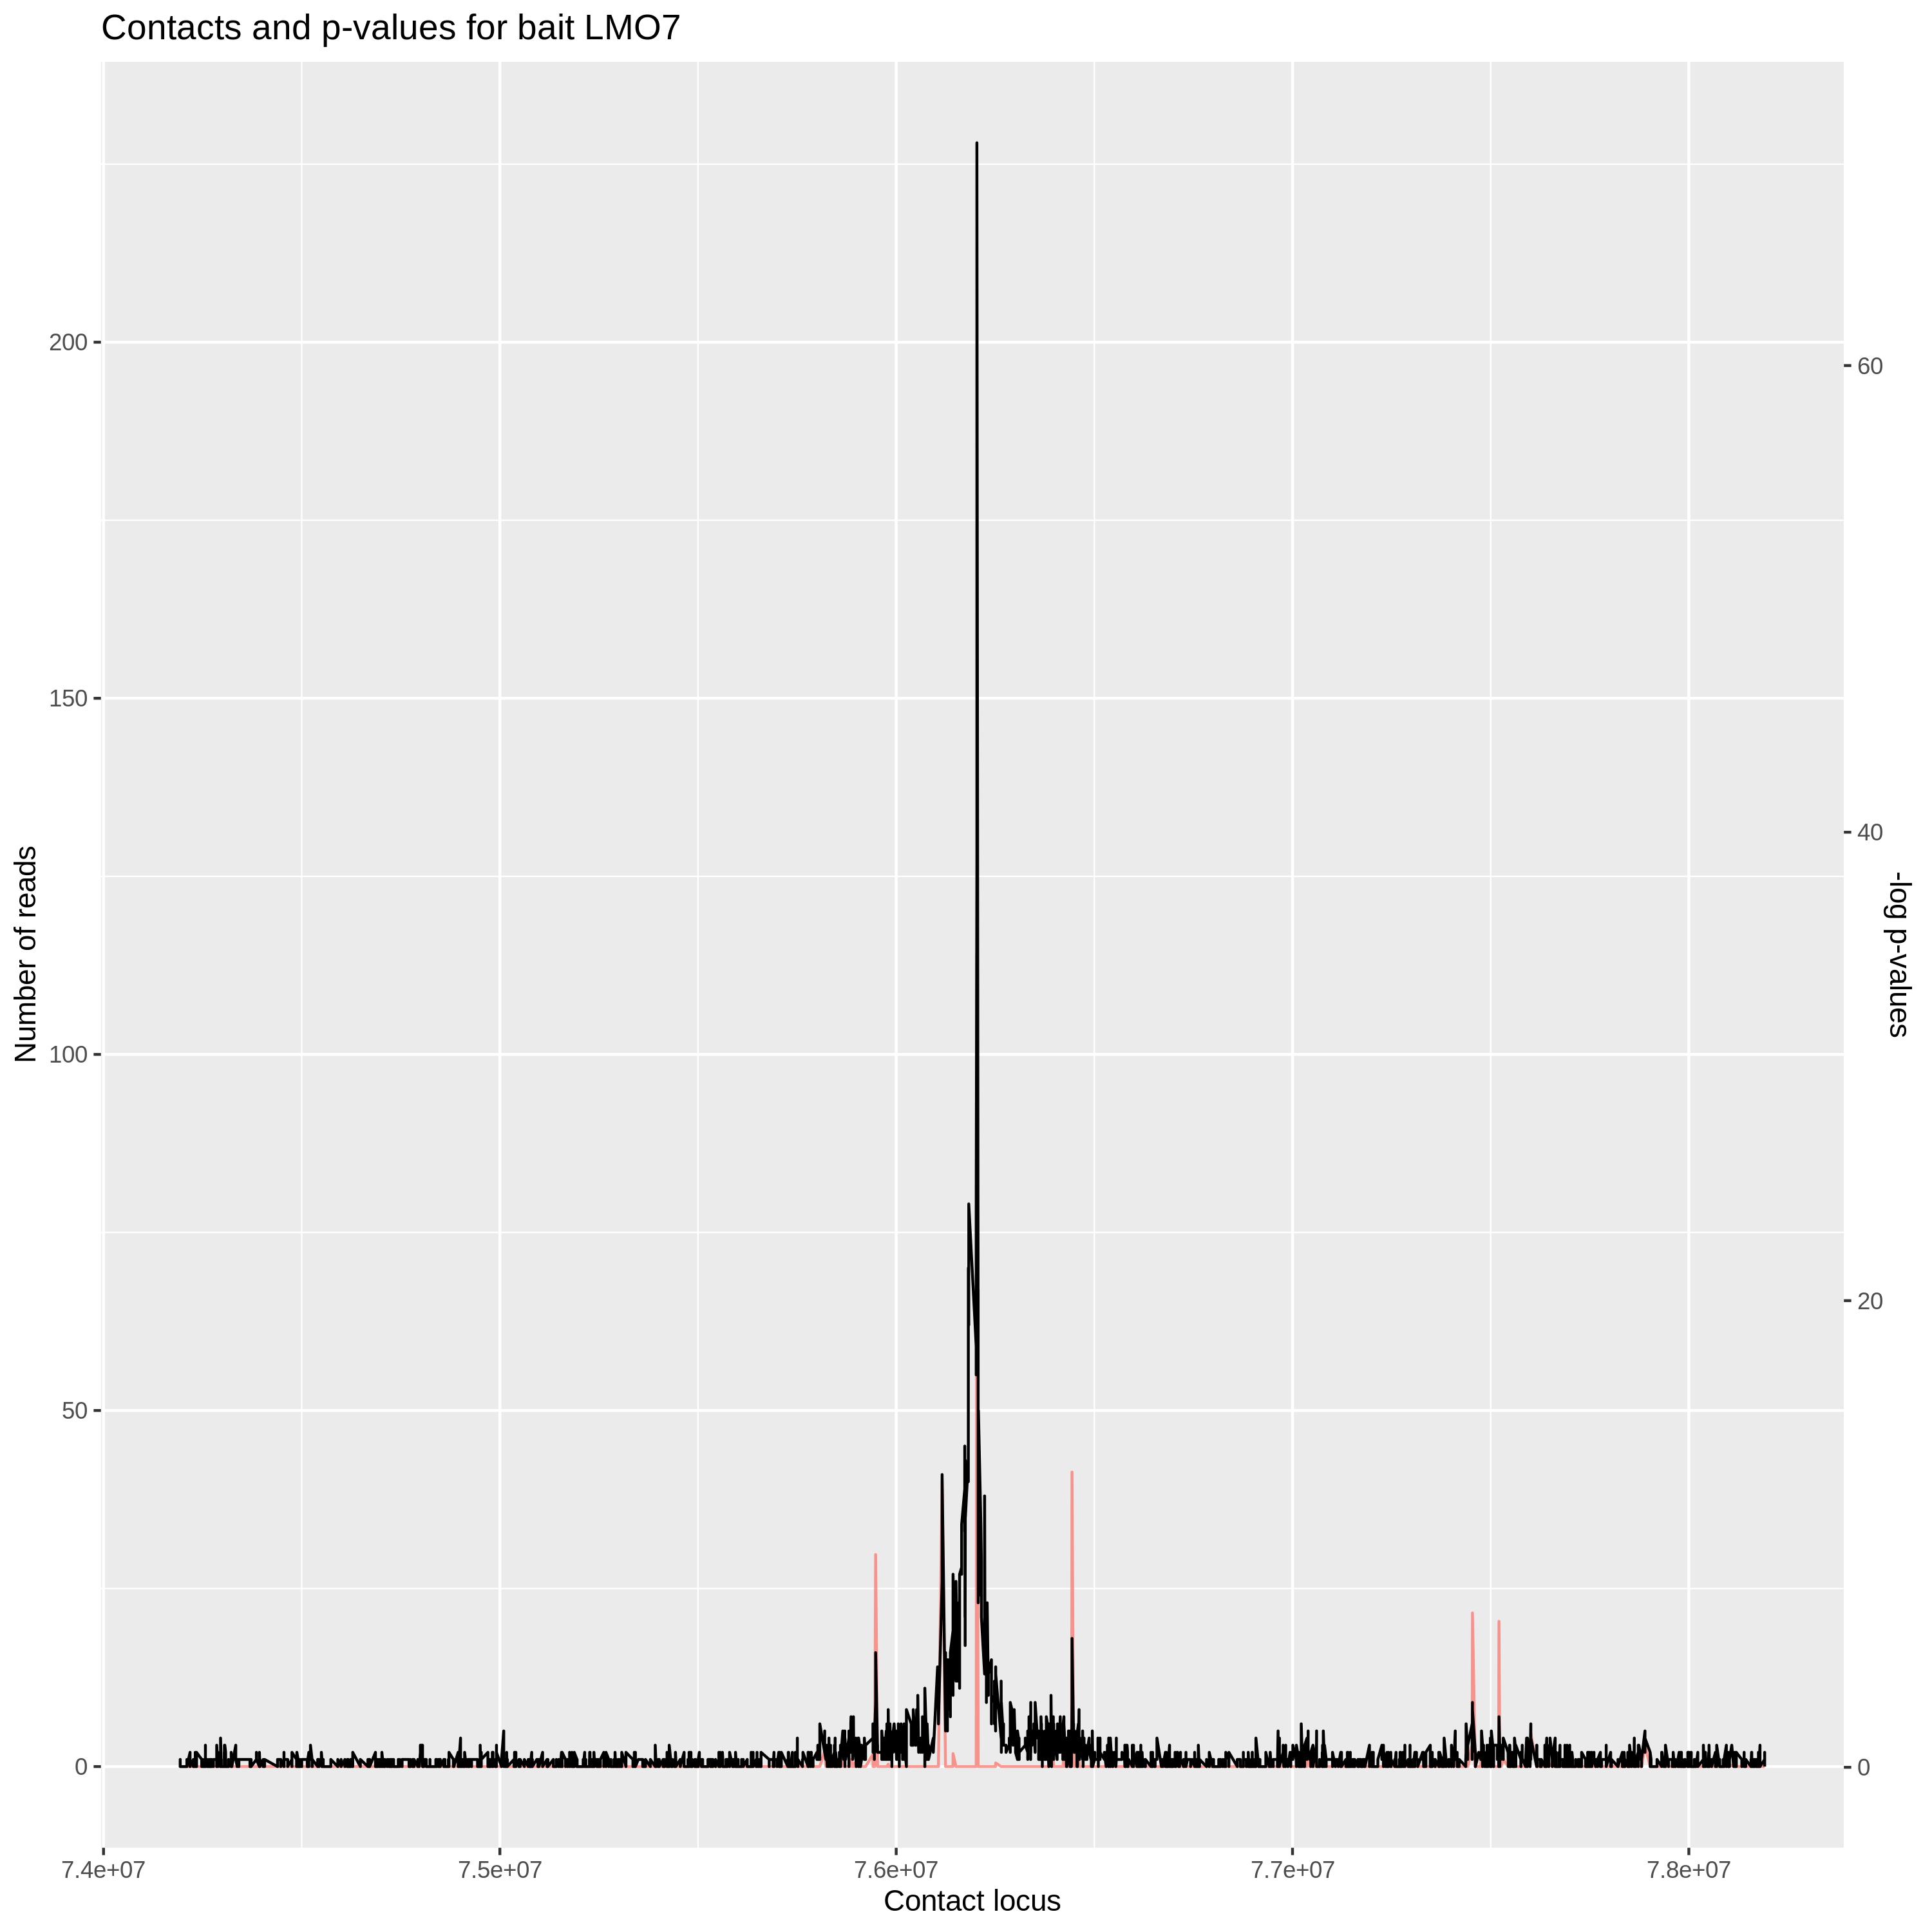 Contacts and p-values for bait LMO7
Number of reads
200
150
100
50
0
60
40
20
0
-log p-values
7.4e+07 7.5e+07 7.6e+07 7.7e+07 7.8e+07
Contact locus